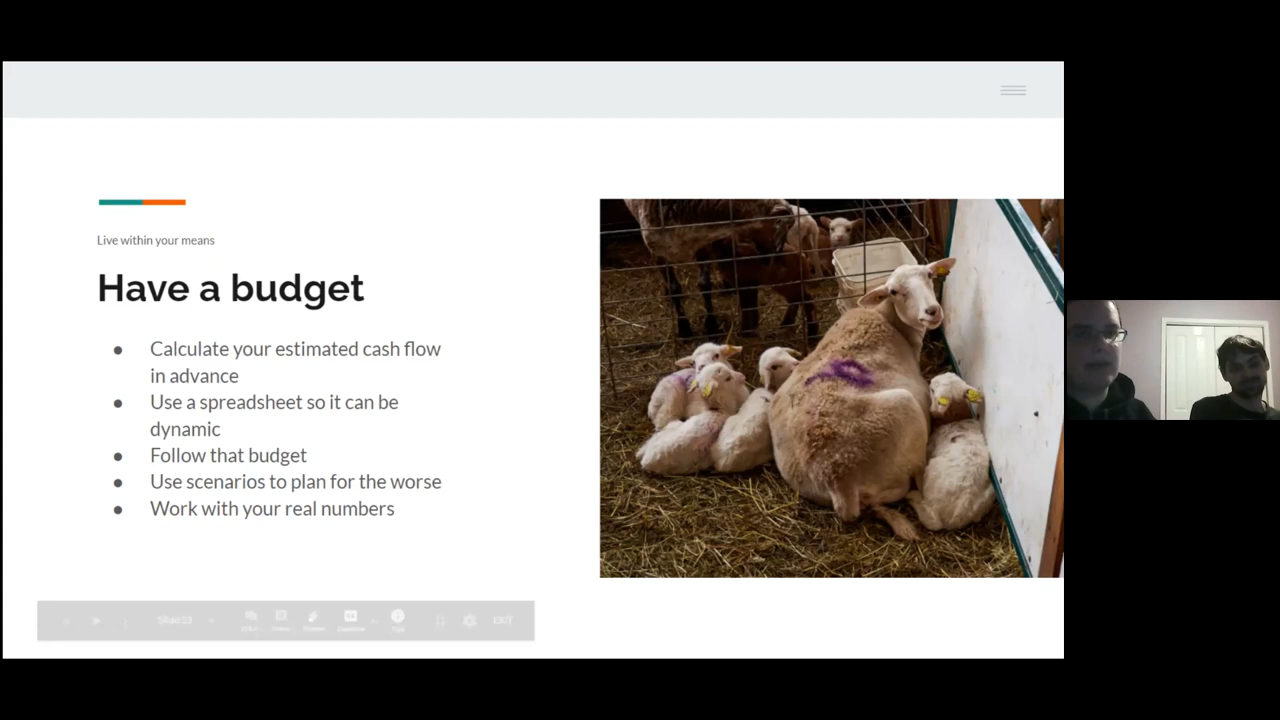 Live within your means
Have a budget
● Calculate your estimated cash flow
in advance
● Use a spreadsheet so it can be
dynamic
● Follow that budget
● Use scenarios to plan for the worse
● Work with your real numbers
EXIT